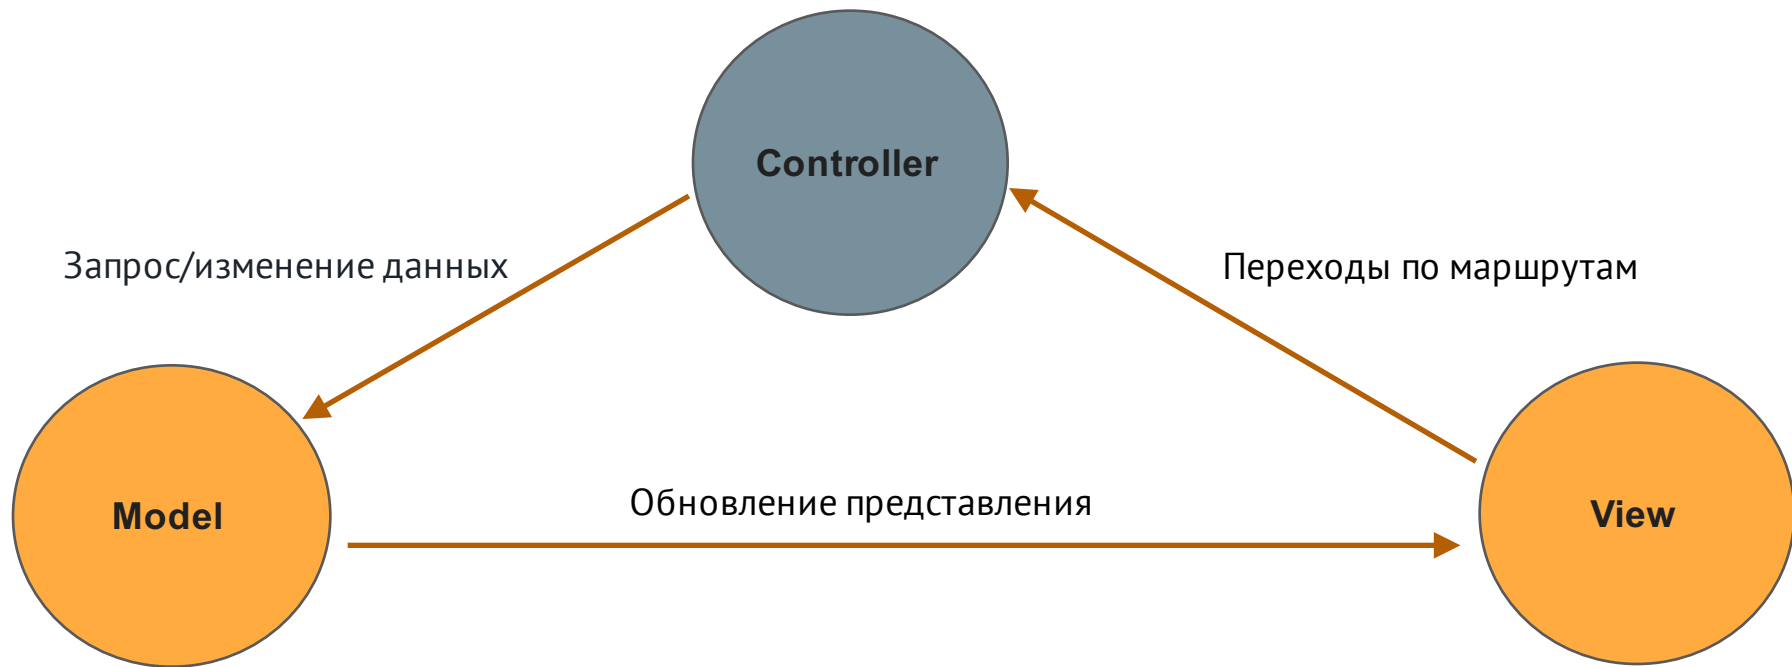 Controller
Запрос/изменение данных
Переходы по маршрутам
Model
Обновление представления
View